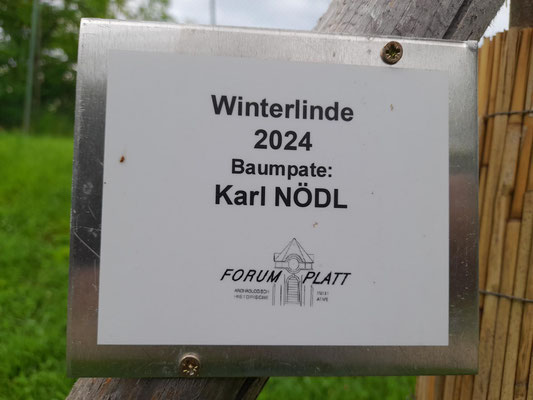 Winterlinde
2024
Baumpate:
Karl NÖDL
FORUM PLATT